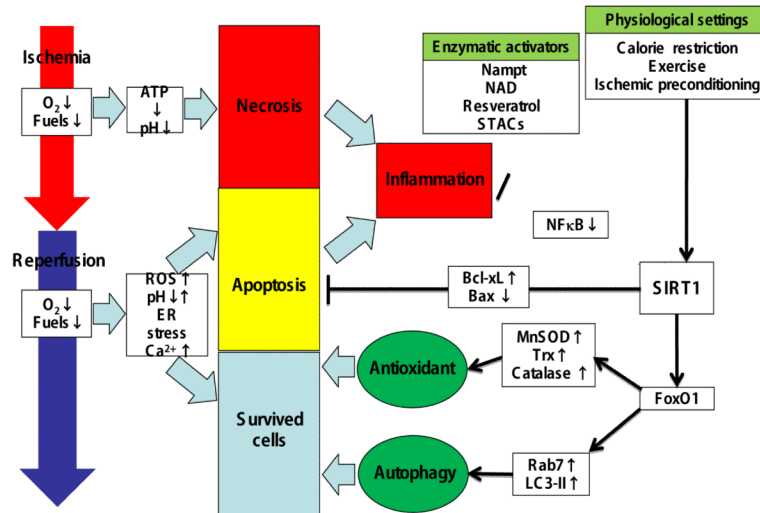 Physiological settings
Calorie restriction
Exercise
Ischemic preconditioning
Enzymatic activators
Nampt
NAD
Resveratrol
STACs
Ischemia
O₂↓
Fuels↓
ATP
↓
pH↓
Necrosis
Inflammation
NFκB↓
Reperfusion
O₂↓
Fuels↓
ROS↑
pH↓↑
ER
stress
Ca²⁺↑
Apoptosis
Bcl-xL↑
Bax ↓
SIRT1
MnSOD↑
Trx↑
Catalase ↑
Antioxidant
FoxO1
Survived
cells
Autophagy
Rab7↑
LC3-II↑